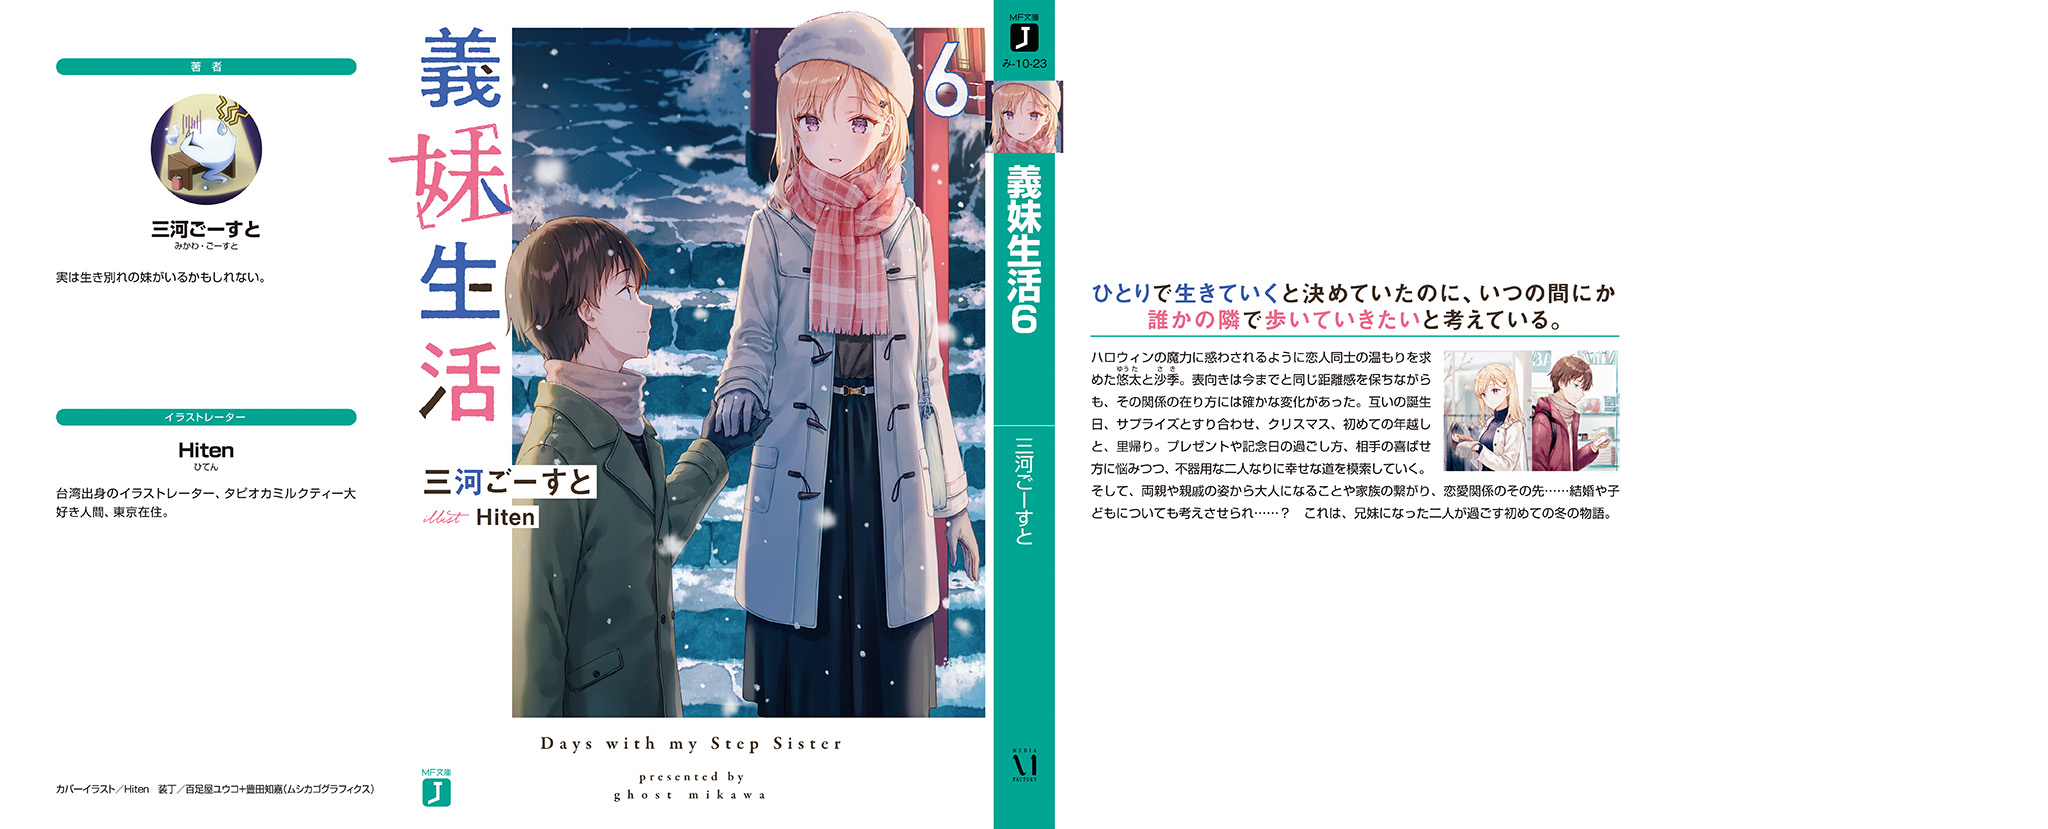 著 者
三河ごーすと
みかわ・ごーすと
実は生き別れの妹がいるかもしれない。
イラストレーター
Hiten
ひてん
台湾出身のイラストレーター、タピオカミルクティー大
好き人間、東京在住。
カバーイラスト／Hiten　装丁／百足屋ユウコ+豊田知嘉（ムシカゴグラフィクス）
義妹生活
6
三河ごーすと
illust Hiten
Days with my Step Sister
presented by
ghost mikawa
MF文庫
J
MF文庫
J
み-10-23
義妹生活6
三河ごーすと
MEDIA
FACTORY
ひとりで生きていくと決めていたのに、いつの間にか
誰かの隣で歩いていきたいと考えている。
ハロウィンの魔力に惑わされるように恋人同士の温もりを求
ゆうた さき
めた悠太と沙季。表向きは今までと同じ距離感を保ちながら
も、その関係の在り方には確かな変化があった。互いの誕生
日、サプライズとすり合わせ、クリスマス、初めての年越し
と、里帰り。プレゼントや記念日の過ごし方、相手の喜ばせ
方に悩みつつ、不器用な二人なりに幸せな道を模索していく。
そして、両親や親戚の姿から大人になることや家族の繋がり、恋愛関係のその先……結婚や子
どもについても考えさせられ……？　これは、兄妹になった二人が過ごす初めての冬の物語。